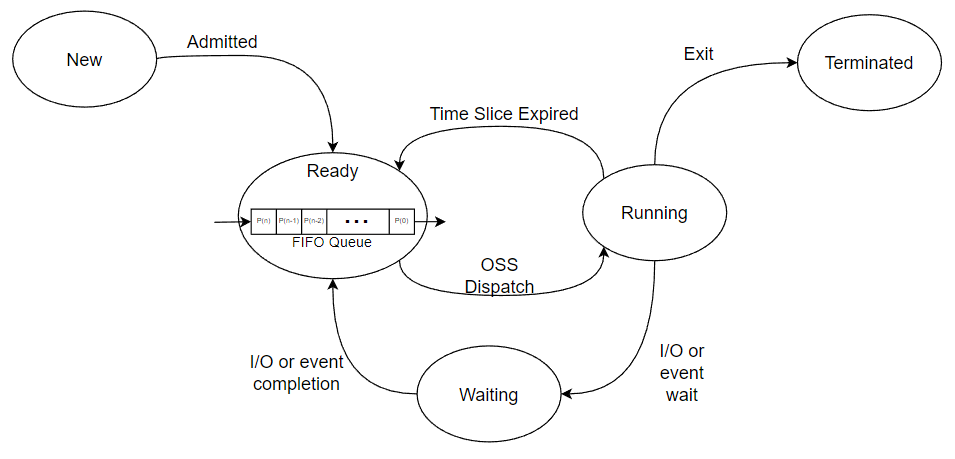 New
Admitted
Exit
Terminated
Time Slice Expired
Ready
P(n) P(n-1) P(n-2) ... P(0)
FIFO Queue
Running
OSS
Dispatch
I/O or event
completion
Waiting
I/O or
event
wait